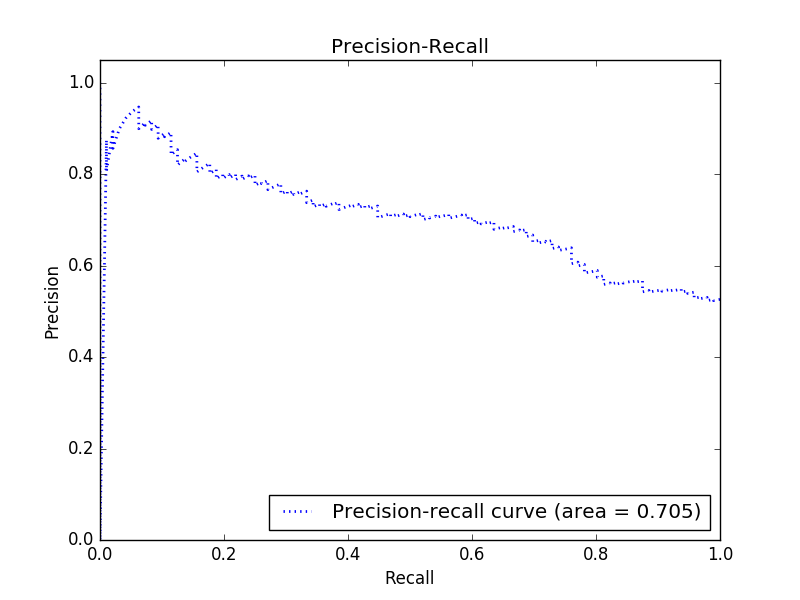 Precision-Recall
1.0
0.8
0.6
0.4
0.2
0.0
Precision
Precision-recall curve (area = 0.705)
0.0 0.2 0.4 0.6 0.8 1.0
Recall